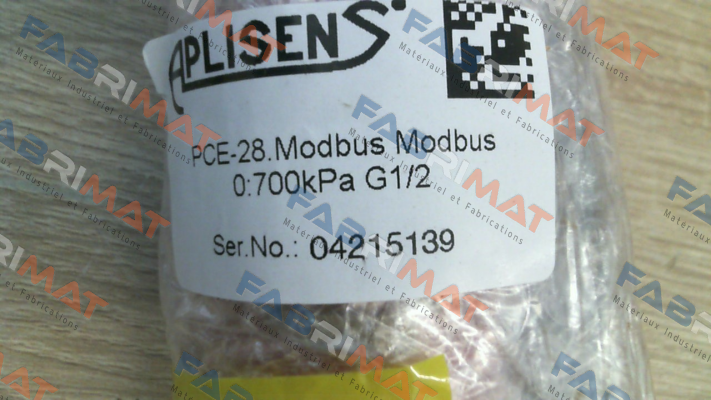 APLISENS
PCE-28.Modbus Modbus
0:700kPa G1/2
Ser.No.: 04215139
FABRIMAT
Materiaux Industriel et Fabrications